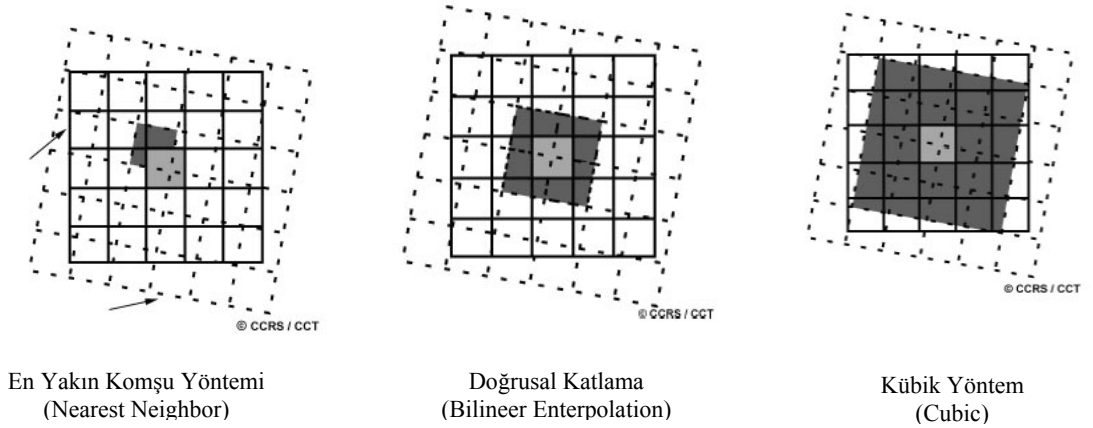 © CCRS / CCT
© CCRS / CCT
© CCRS / CCT
En Yakın Komşu Yöntemi
(Nearest Neighbor)
Doğrusal Katlama
(Bilineer Enterpolation)
Kübik Yöntem
(Cubic)